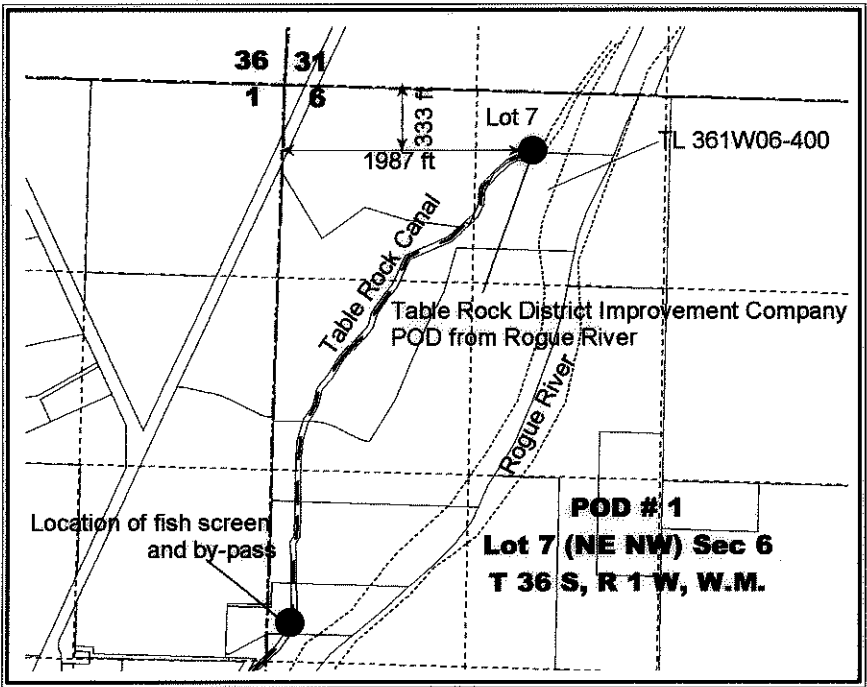 36 31
1 6
333 ft
1987 ft
Lot 7
TL 361W06-400
Table Rock Canal
Table Rock District Improvement Company
POD from Rogue River
Rogue River
Location of fish screen
and by-pass
POD # 1
Lot 7 (NE NW) Sec 6
T 36 S, R 1 W, W.M.